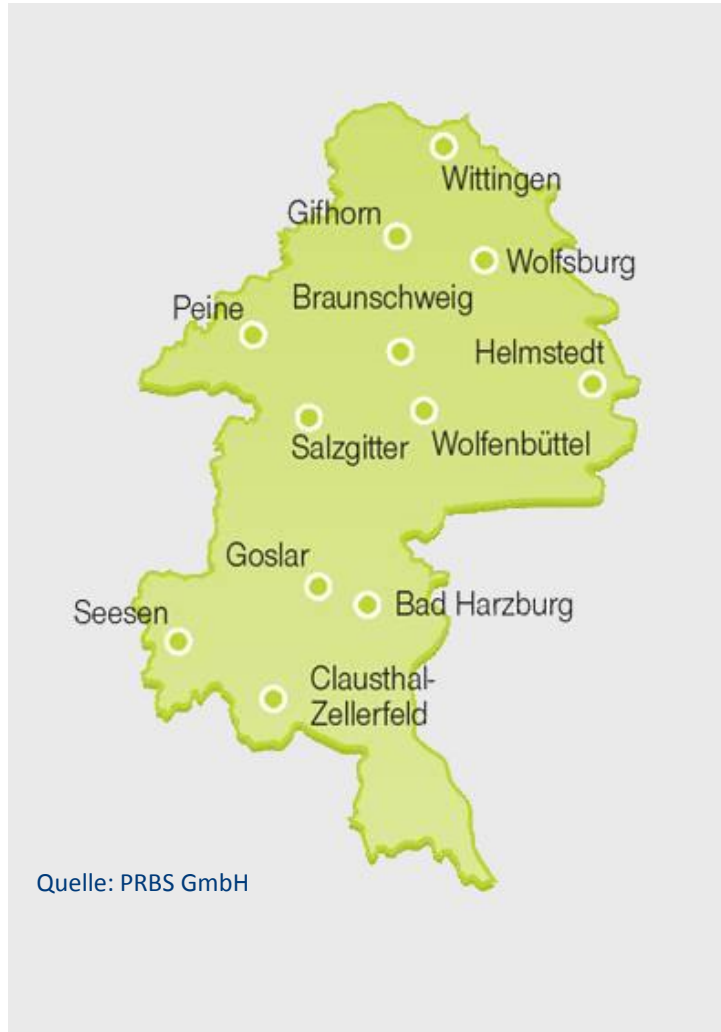 Wittingen
Gifhorn
Wolfsburg
Braunschweig
Peine
Helmstedt
Salzgitter
Wolfenbüttel
Goslar
Bad Harzburg
Seesen
Clausthal-
Zellerfeld
Quelle: PRBS GmbH